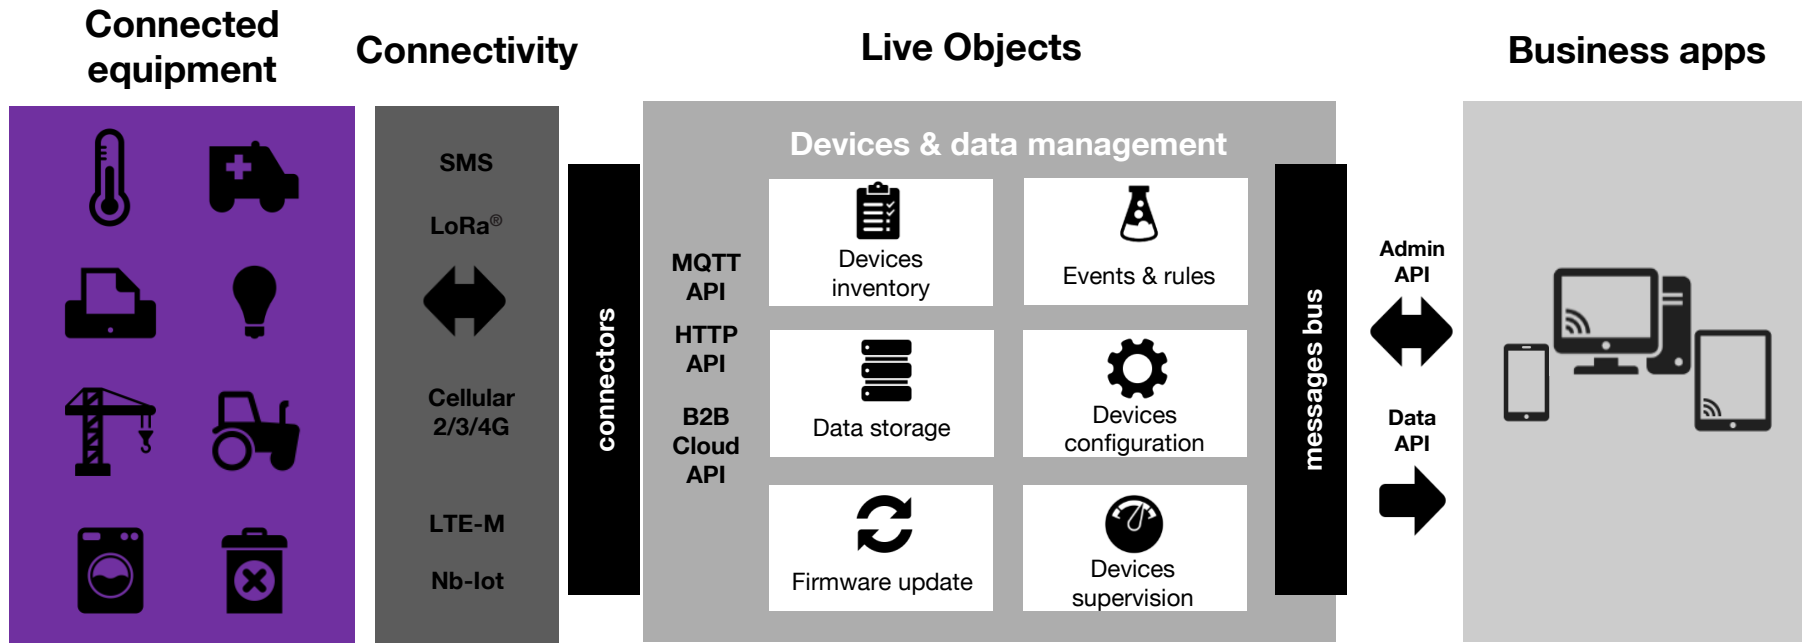 Connected
equipment
Connectivity
SMS
LoRa®
Cellular
2/3/4G
LTE-M
Nb-Iot
connectors
Live Objects
Devices & data management
MQTT
API
HTTP
API
B2B
Cloud
API
Devices
inventory
Events & rules
Data storage
Devices
configuration
Firmware update
Devices
supervision
messages bus
Admin
API
Data
API
Business apps